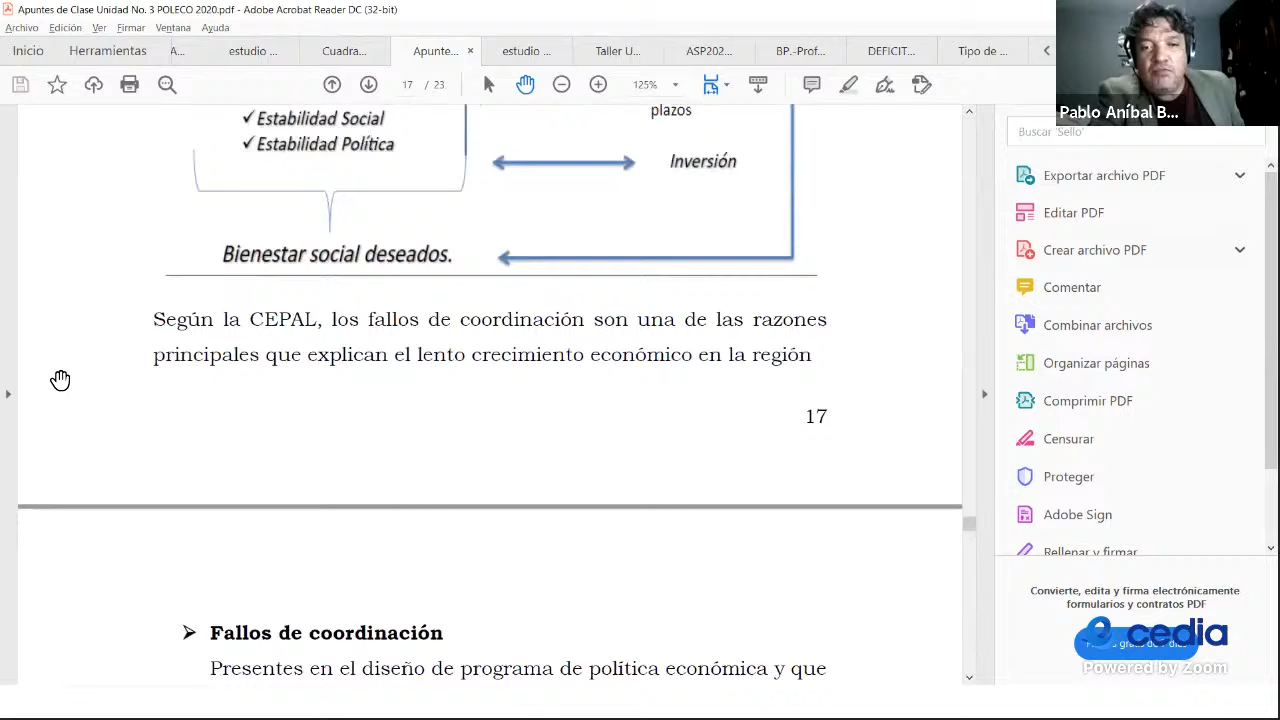 Apuntes de Clase Unidad No. 3 POLECO 2020.pdf - Adobe Acrobat Reader DC (32-bit)
Archivo Edición Ver Firmar Ventana Ayuda
Inicio Herramientas A... estudio ... Cuadra... Apunte... × estudio ... Taller U... ASP202... BP.-Prof... DEFICIT... Tipo de ...
17 / 23 125%
Pablo Aníbal B...
Buscar 'Sello'
✓Estabilidad Social
✓Estabilidad Política
plazos
Inversión
Bienestar social deseados.
Según la CEPAL, los fallos de coordinación son una de las razones
principales que explican el lento crecimiento económico en la región
17
➢ Fallos de coordinación
Presentes en el diseño de programa de política económica y que
Exportar archivo PDF
Editar PDF
Crear archivo PDF
Comentar
Combinar archivos
Organizar páginas
Comprimir PDF
Censurar
Proteger
Adobe Sign
Rellenar y firmar
Convierte, edita y firma electrónicamente
formularios y contratos PDF
cedia
Powered by Zoom